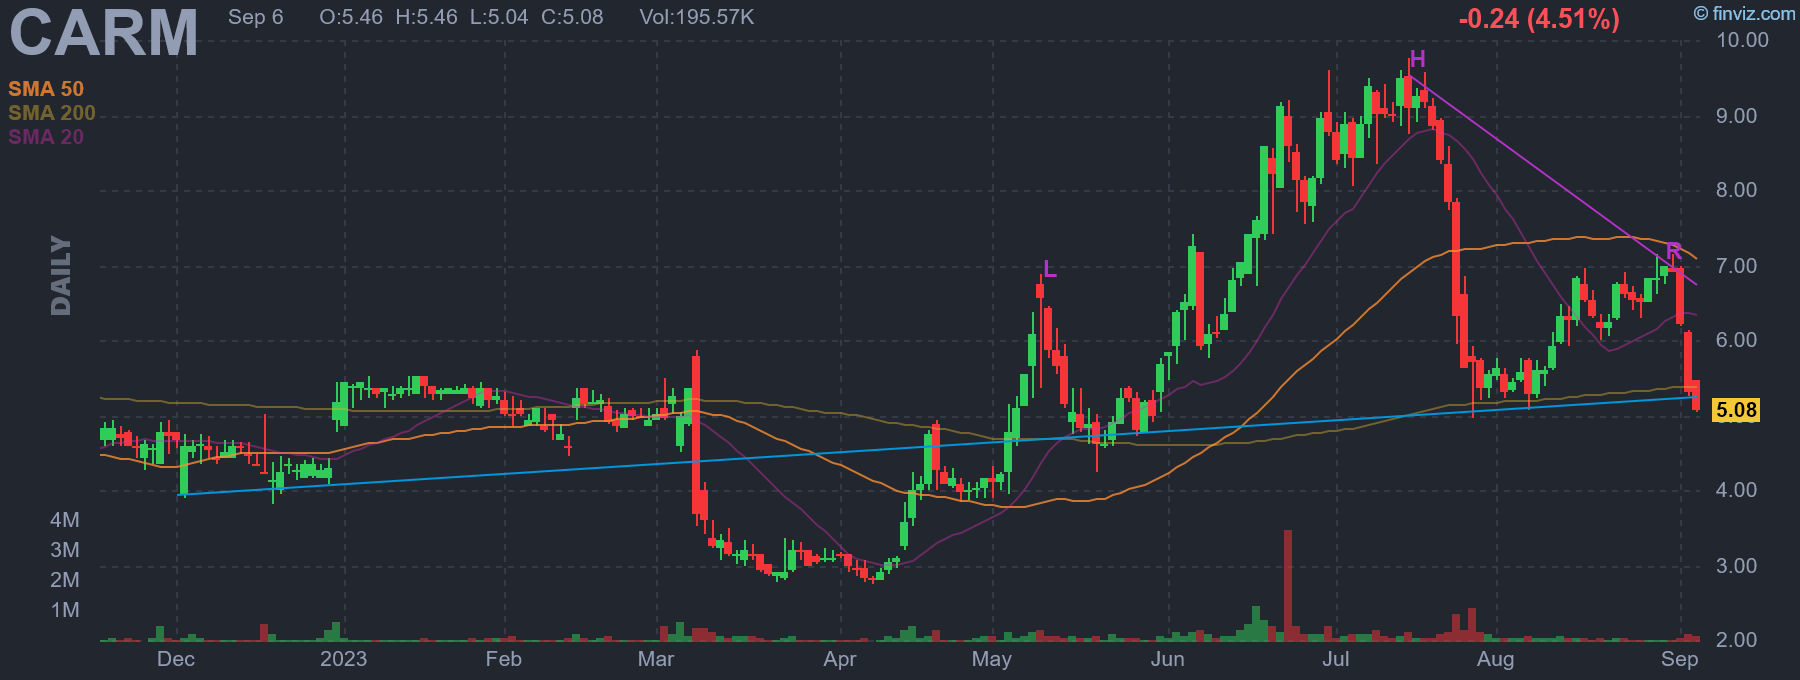 CARM Sep 6 O:5.46 H:5.46 L:5.04 C:5.08 Vol:195.57K -0.24 (4.51%) © finviz.com
SMA 50
SMA 200
SMA 20
DAILY
H
L
R
10.00
9.00
8.00
7.00
6.00
5.08
4.00
3.00
2.00
4M
3M
2M
1M
Dec 2023 Feb Mar Apr May Jun Jul Aug Sep